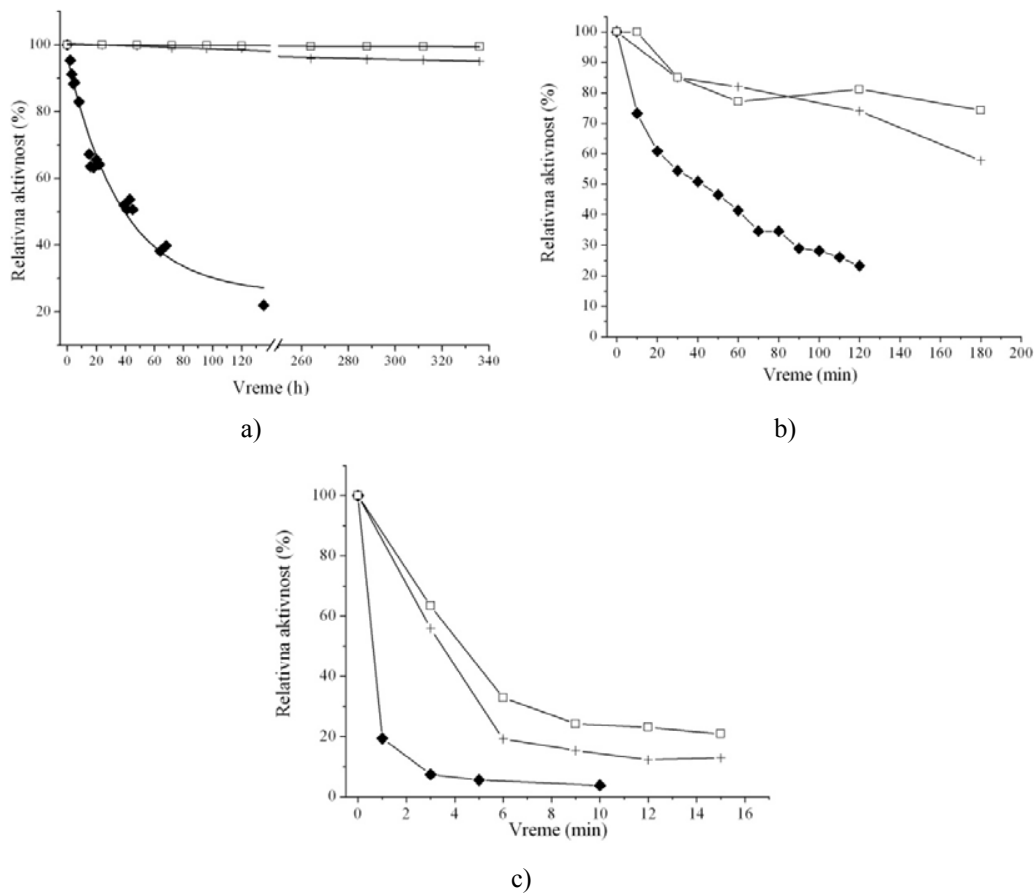 Relativna aktivnost (%)
100
80
60
40
20
0 20 40 60 80 100 120 260 280 300 320 340
Vreme (h)
a)
Relativna aktivnost (%)
100
90
80
70
60
50
40
30
20
10
0
0 20 40 60 80 100 120 140 160 180 200
Vreme (min)
b)
Relativna aktivnost (%)
100
80
60
40
20
0
0 2 4 6 8 10 12 14 16
Vreme (min)
c)